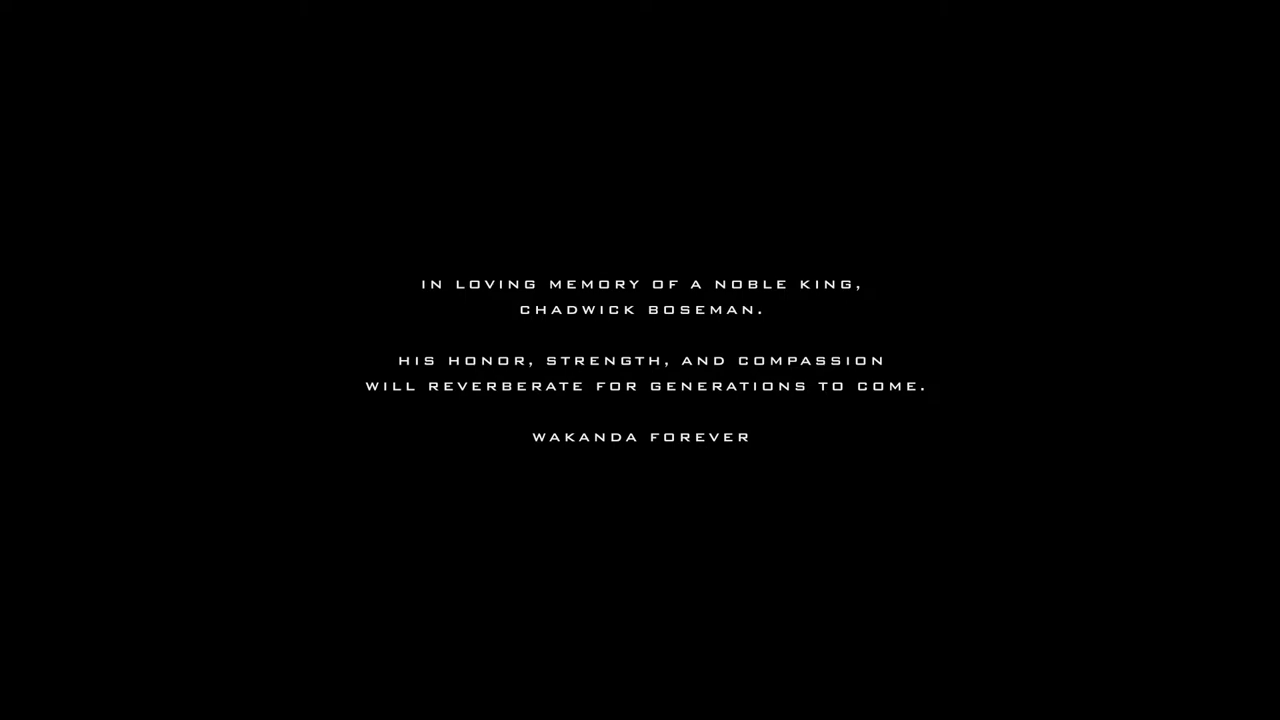 IN LOVING MEMORY OF A NOBLE KING,
CHADWICK BOSEMAN.
HIS HONOR, STRENGTH, AND COMPASSION
WILL REVERBERATE FOR GENERATIONS TO COME.
WAKANDA FOREVER